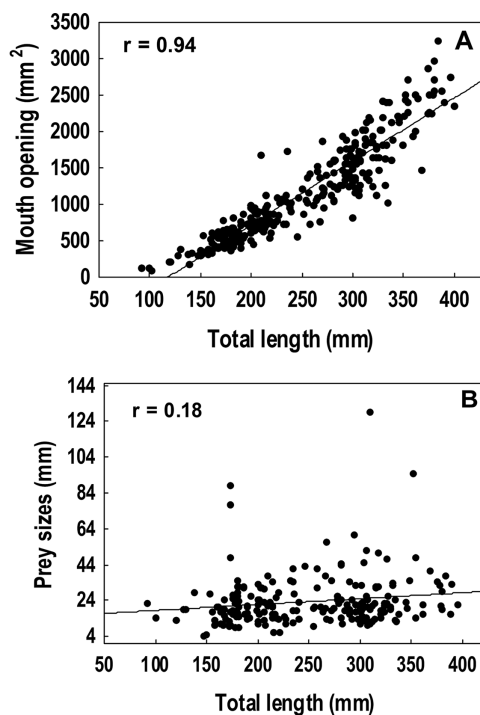 A
r = 0.94
Mouth opening (mm²)
3500
3000
2500
2000
1500
1000
500
0
50 100 150 200 250 300 350 400
Total length (mm)
B
r = 0.18
Prey sizes (mm)
144
124
104
84
64
44
24
4
50 100 150 200 250 300 350 400
Total length (mm)